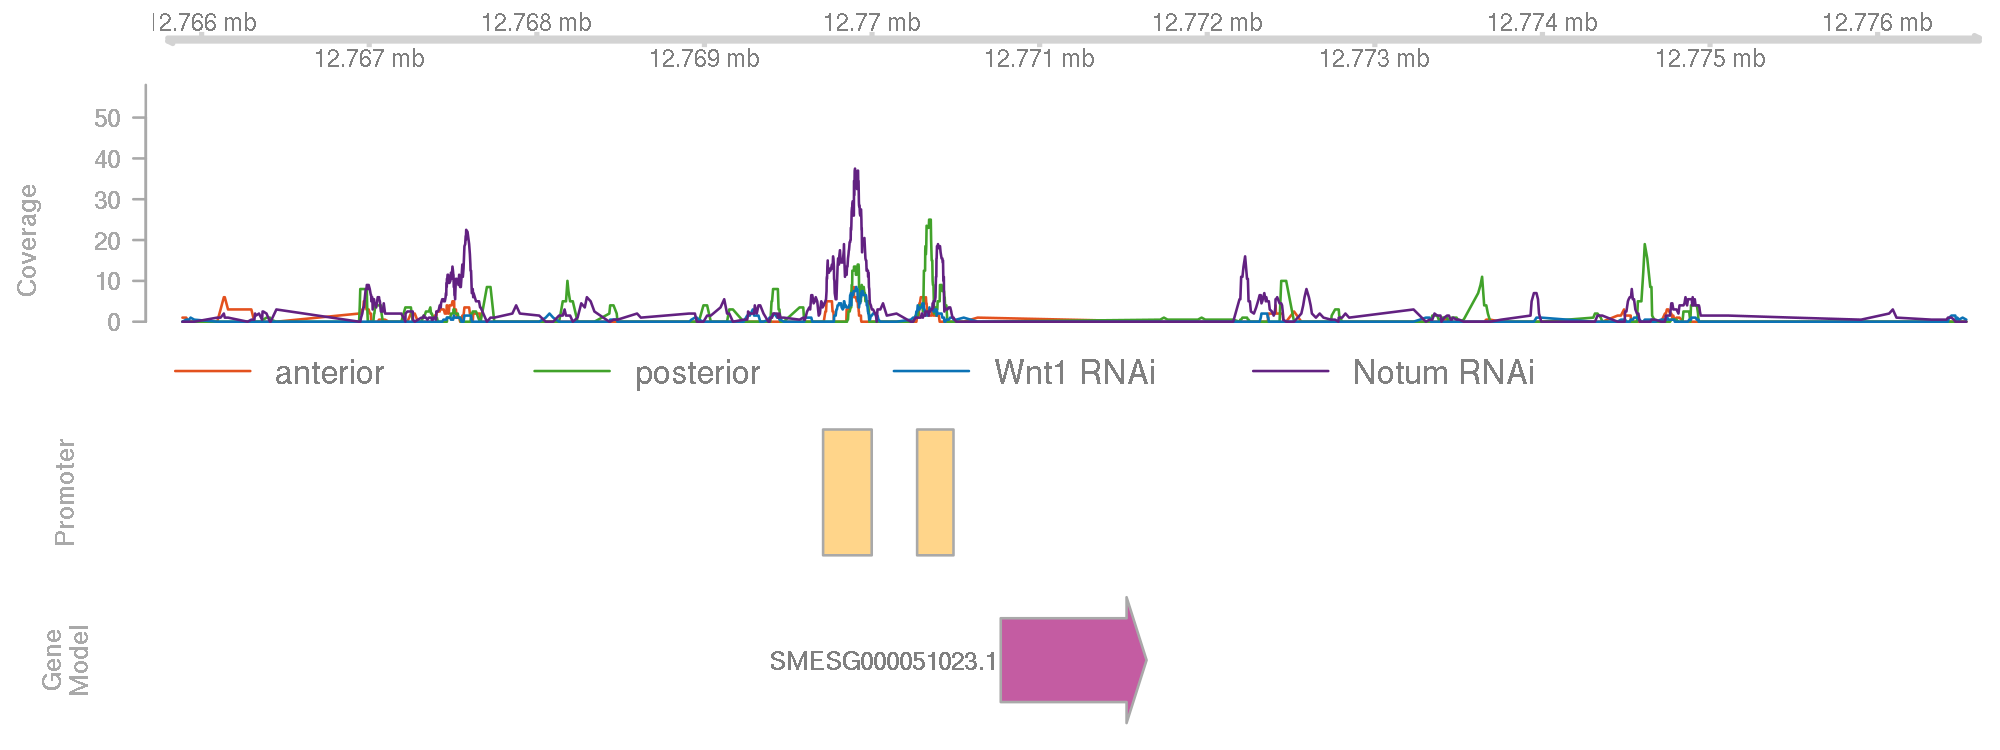 12.766 mb 12.768 mb 12.77 mb 12.772 mb 12.774 mb 12.776 mb
12.767 mb 12.769 mb 12.771 mb 12.773 mb 12.775 mb
Coverage
50
40
30
20
10
0
anterior posterior Wnt1 RNAi Notum RNAi
Promoter
Gene
Model
SMESG000051023.1